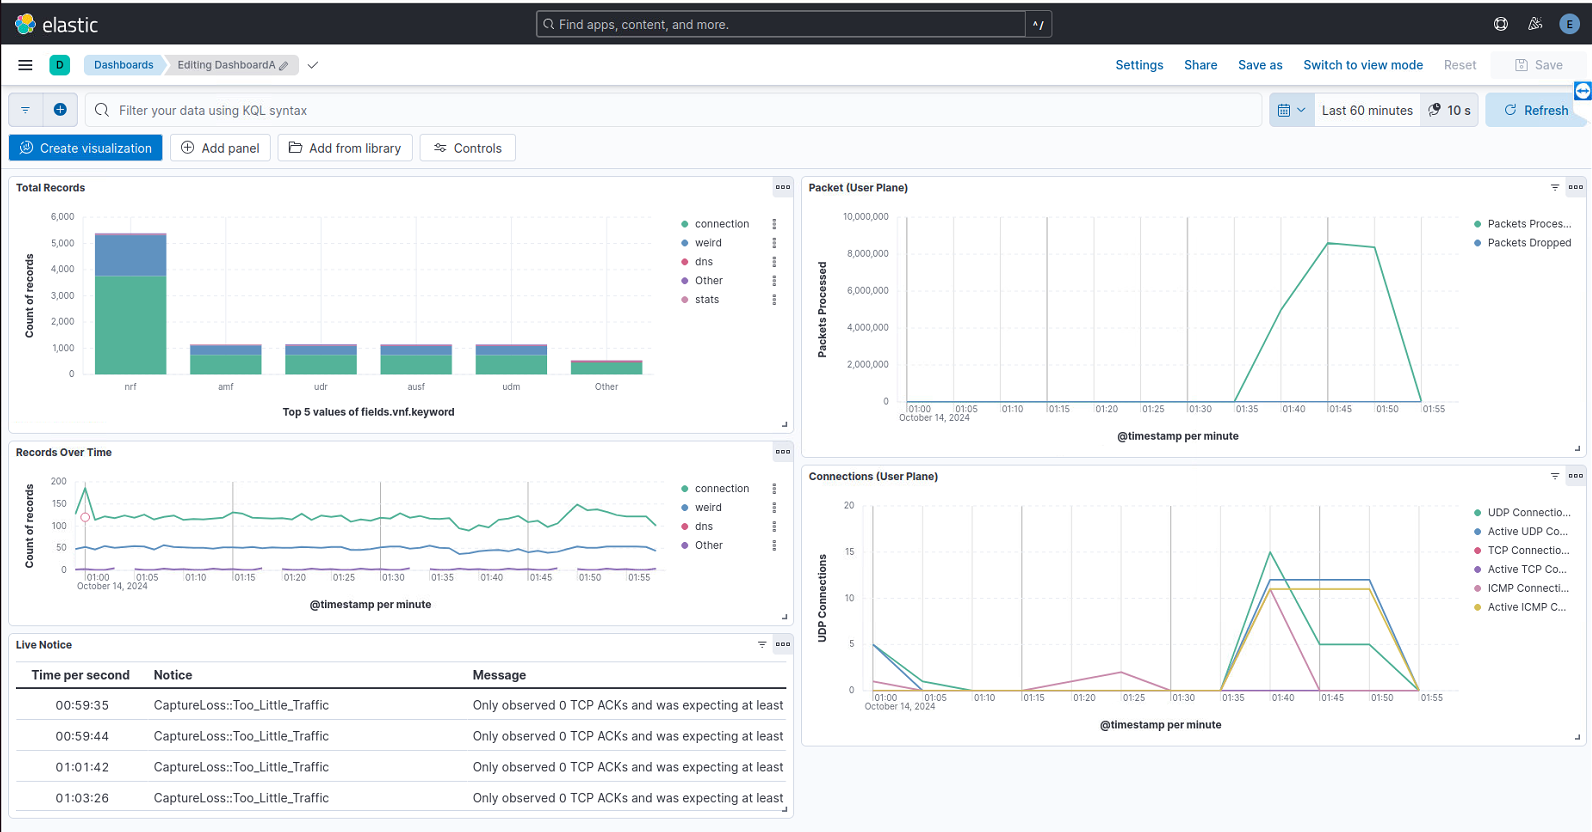 elastic
Find apps, content, and more.
^/
E
D
Dashboards
Editing DashboardA
Settings
Share
Save as
Switch to view mode
Reset
Save
Filter your data using KQL syntax
Last 60 minutes
10 s
Refresh
Create visualization
Add panel
Add from library
Controls
Total Records
Count of records
6,000
5,000
4,000
3,000
2,000
1,000
0
nrf
amf
udr
ausf
udm
Other
Top 5 values of fields.vnf.keyword
connection
weird
dns
Other
stats
Packet (User Plane)
Packets Processed
10,000,000
8,000,000
6,000,000
4,000,000
2,000,000
0
01:00
01:05
01:10
01:15
01:20
01:25
01:30
01:35
01:40
01:45
01:50
01:55
October 14, 2024
@timestamp per minute
Packets Proces...
Packets Dropped
Records Over Time
Count of records
200
150
100
50
0
01:00
01:05
01:10
01:15
01:20
01:25
01:30
01:35
01:40
01:45
01:50
01:55
October 14, 2024
@timestamp per minute
connection
weird
dns
Other
Connections (User Plane)
UDP Connections
20
15
10
5
0
01:00
01:05
01:10
01:15
01:20
01:25
01:30
01:35
01:40
01:45
01:50
01:55
October 14, 2024
@timestamp per minute
UDP Connectio...
Active UDP Co...
TCP Connectio...
Active TCP Co...
ICMP Connecti...
Active ICMP C...
Live Notice
Time per second Notice Message
00:59:35 CaptureLoss::Too_Little_Traffic Only observed 0 TCP ACKs and was expecting at least
00:59:44 CaptureLoss::Too_Little_Traffic Only observed 0 TCP ACKs and was expecting at least
01:01:42 CaptureLoss::Too_Little_Traffic Only observed 0 TCP ACKs and was expecting at least
01:03:26 CaptureLoss::Too_Little_Traffic Only observed 0 TCP ACKs and was expecting at least